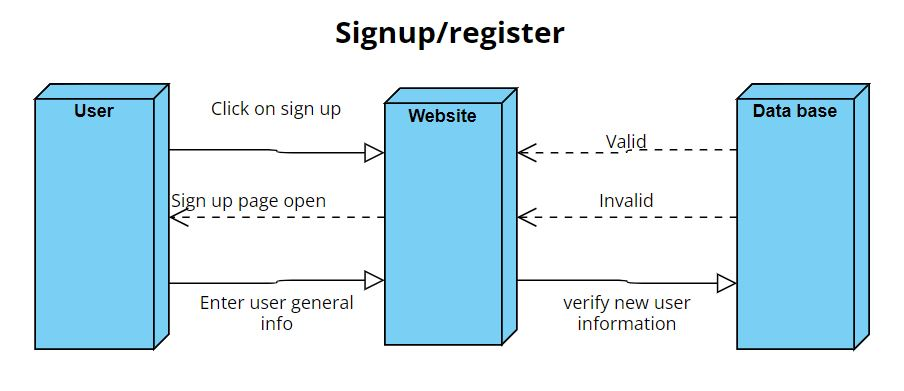 Signup/register
User
Website
Data base
Click on sign up
Valid
Sign up page open
Invalid
Enter user general
info
verify new user
information